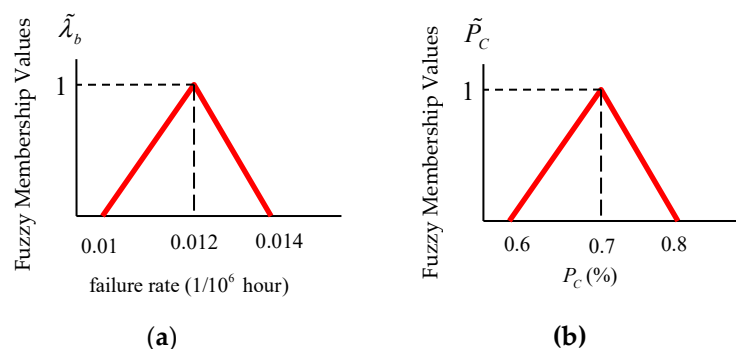 λ̃_b
Fuzzy Membership Values
1
0.01 0.012 0.014
failure rate (1/10⁶ hour)
(a)
P̃_C
Fuzzy Membership Values
1
0.6 0.7 0.8
P_C (%)
(b)